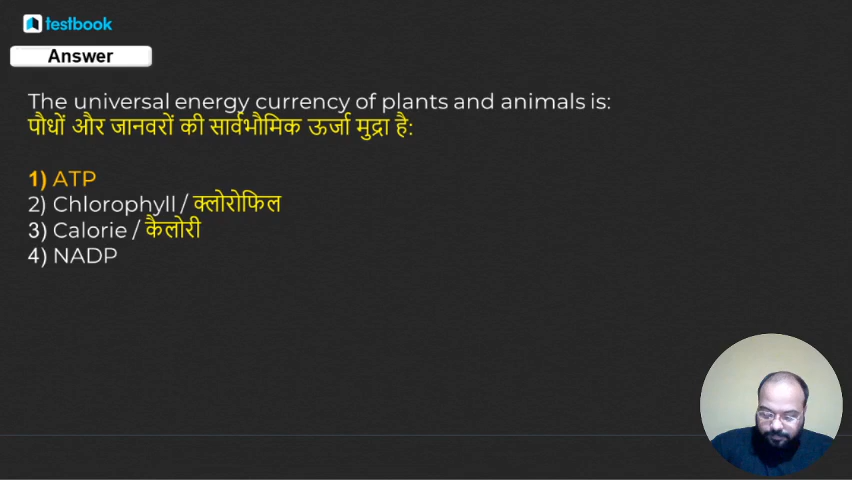 testbook
Answer
The universal energy currency of plants and animals is:
पौधों और जानवरों की सार्वभौमिक ऊर्जा मुद्रा है:
1) ATP
2) Chlorophyll / क्लोरोफिल
3) Calorie / कैलोरी
4) NADP